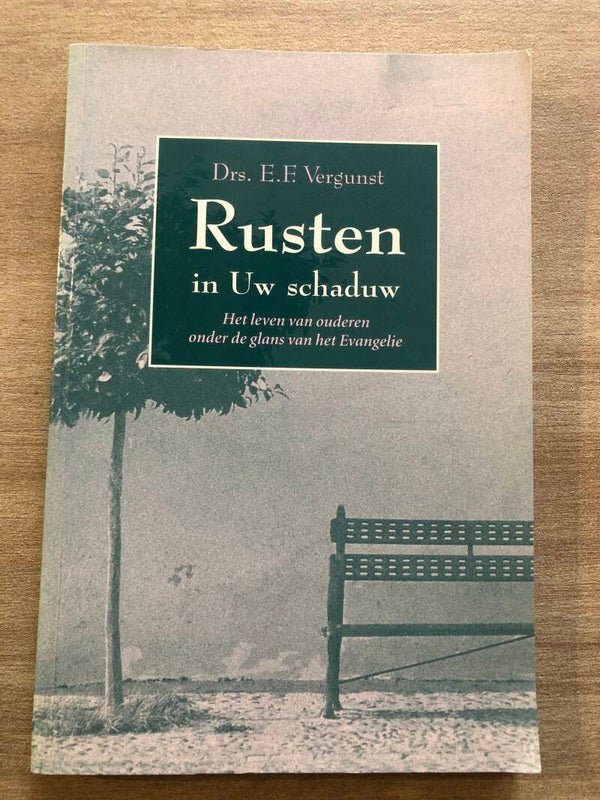 Drs. E.F. Vergunst
Rusten
in Uw schaduw
Het leven van ouderen
onder de glans van het Evangelie